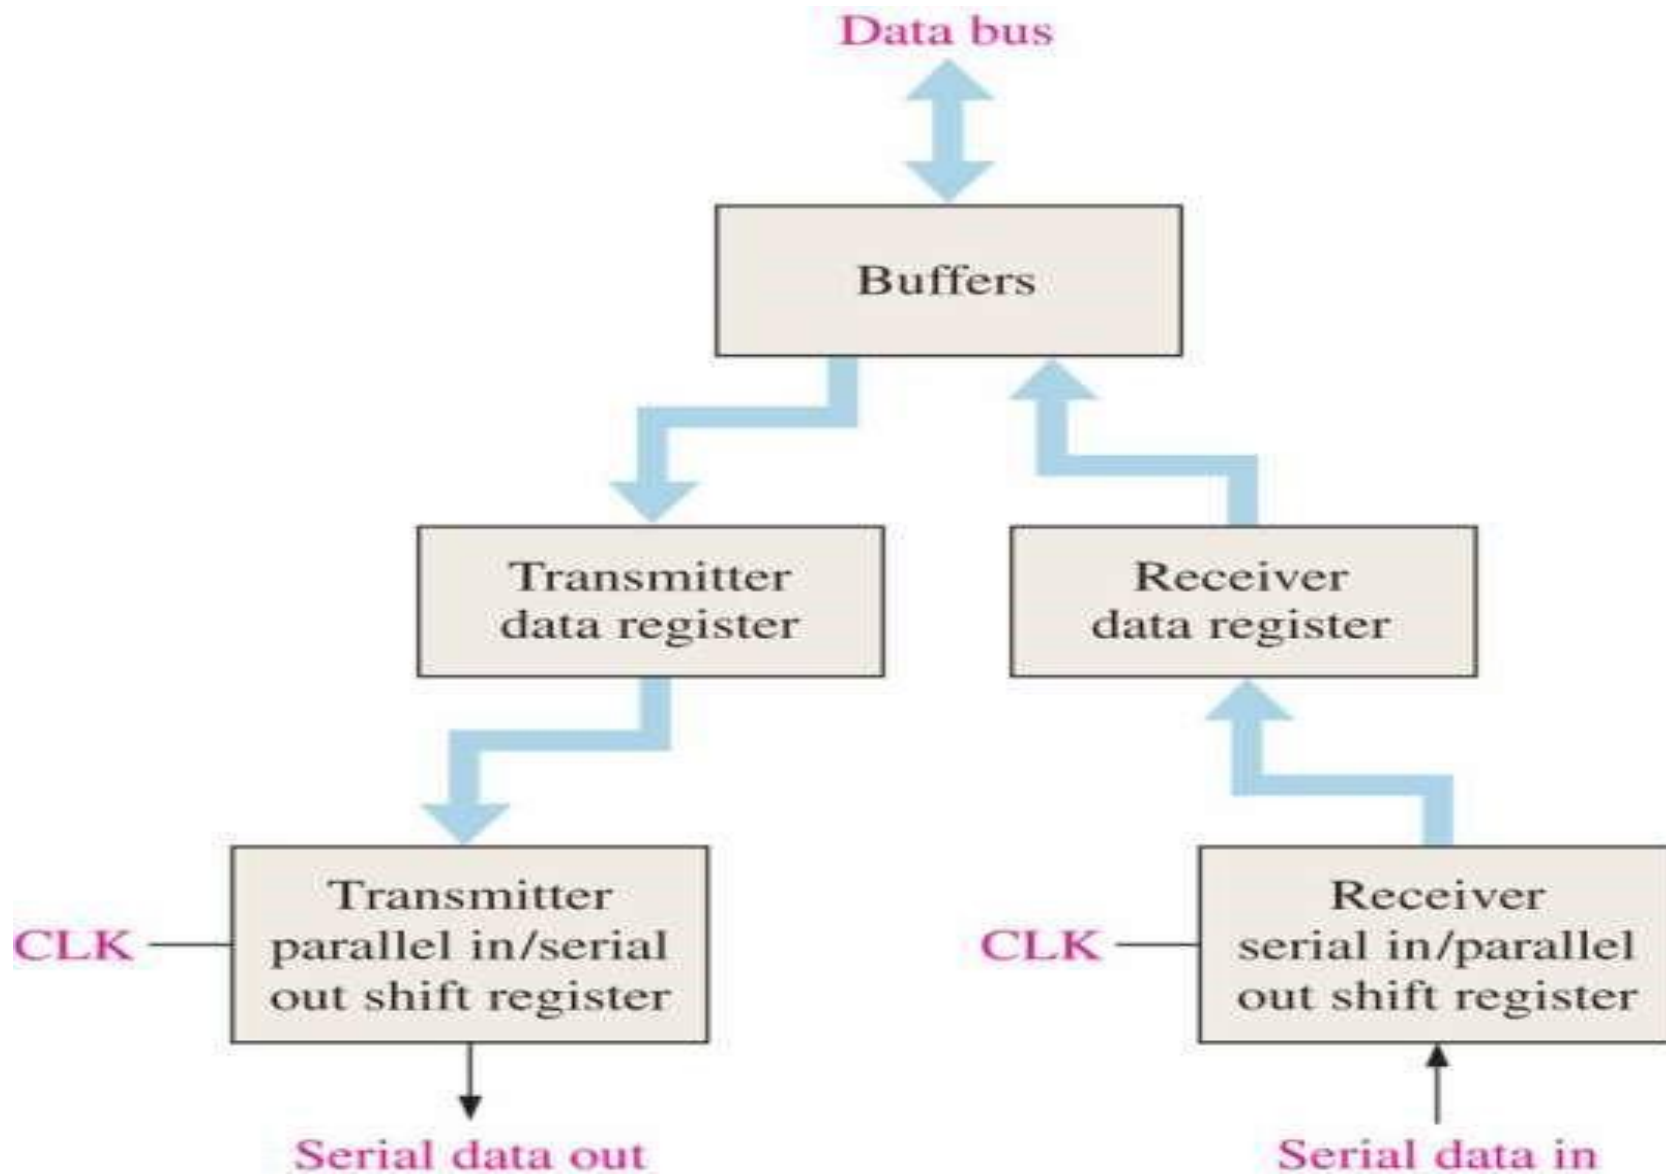 Data bus
Buffers
Transmitter
data register
Receiver
data register
CLK
Transmitter
parallel in/serial
out shift register
CLK
Receiver
serial in/parallel
out shift register
Serial data out
Serial data in